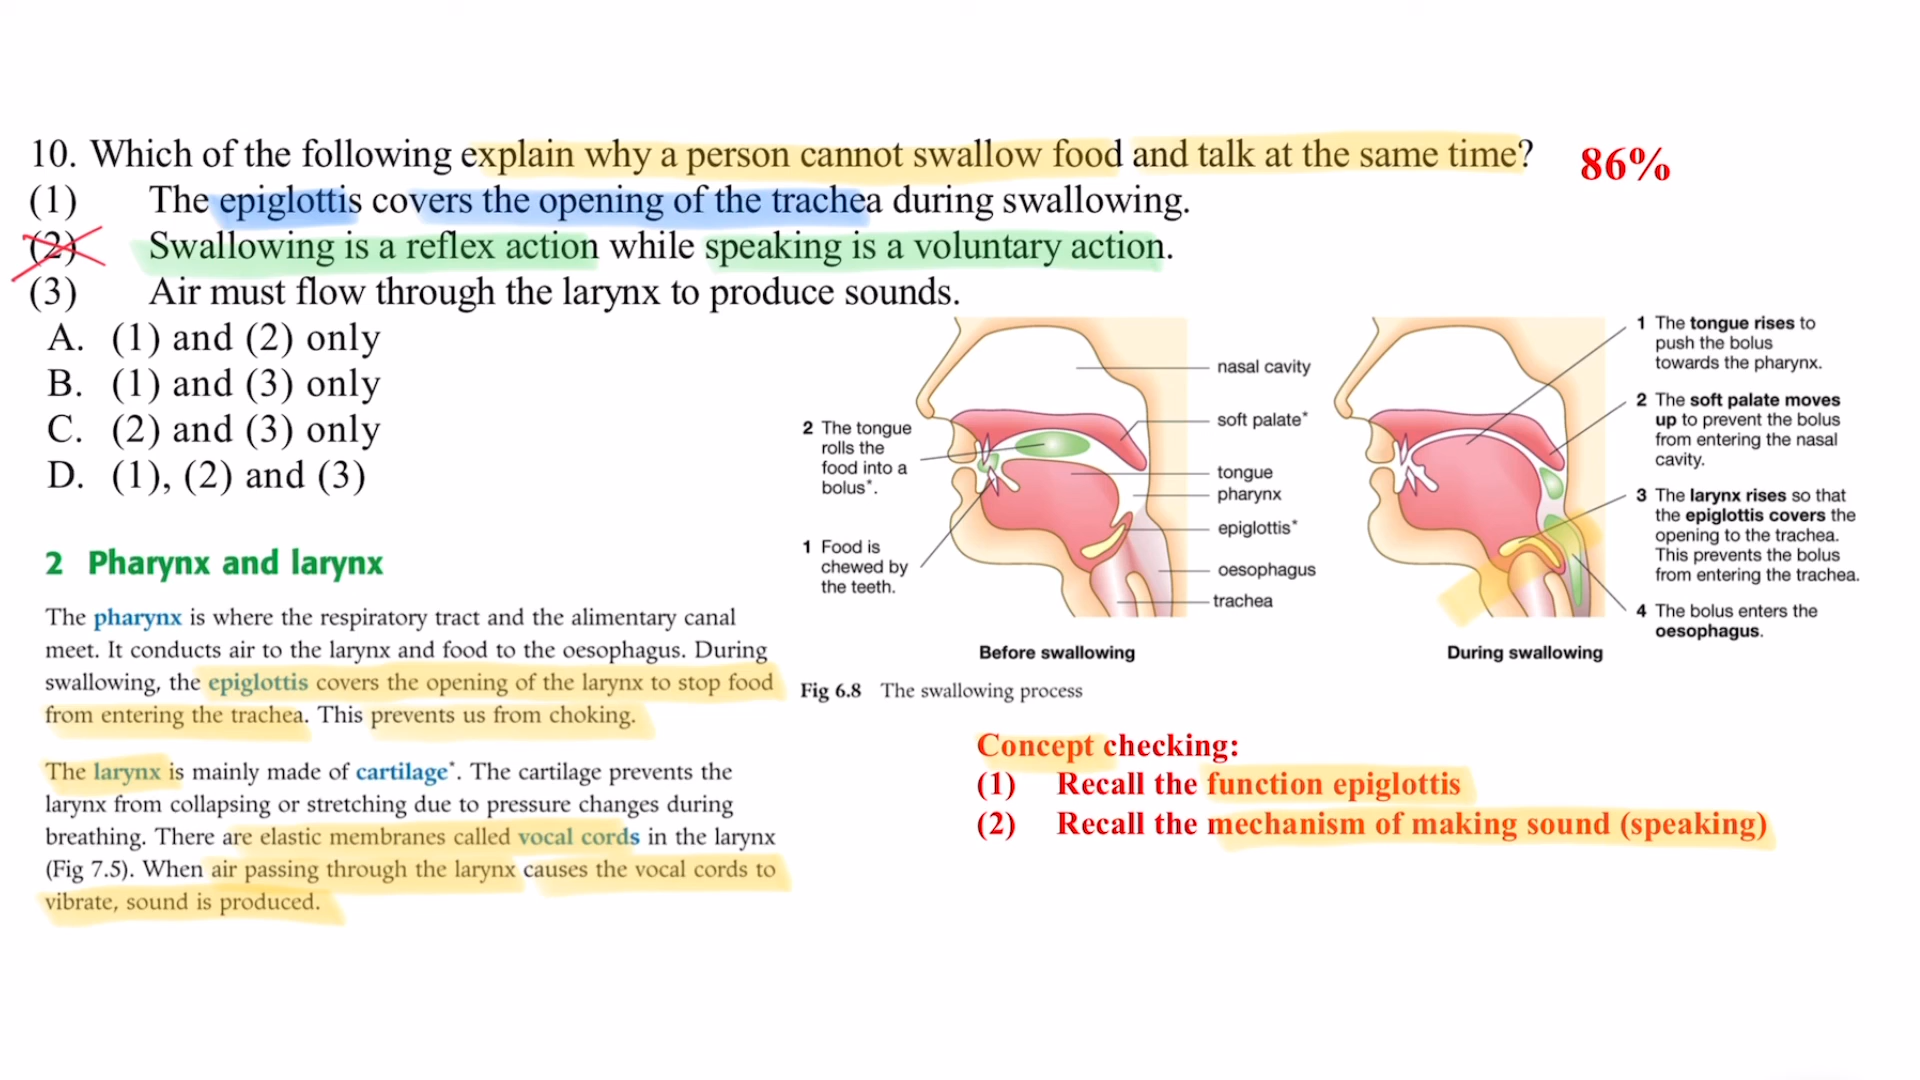 10. Which of the following explain why a person cannot swallow food and talk at the same time? 86%
(1) The epiglottis covers the opening of the trachea during swallowing.
(2) Swallowing is a reflex action while speaking is a voluntary action.
(3) Air must flow through the larynx to produce sounds.
A. (1) and (2) only
B. (1) and (3) only
C. (2) and (3) only
D. (1), (2) and (3)
2 Pharynx and larynx
The pharynx is where the respiratory tract and the alimentary canal
meet. It conducts air to the larynx and food to the oesophagus. During
swallowing, the epiglottis covers the opening of the larynx to stop food
from entering the trachea. This prevents us from choking.
The larynx is mainly made of cartilage*. The cartilage prevents the
larynx from collapsing or stretching due to pressure changes during
breathing. There are elastic membranes called vocal cords in the larynx
(Fig 7.5). When air passing through the larynx causes the vocal cords to
vibrate, sound is produced.
2 The tongue
rolls the
food into a
bolus*.
1 Food is
chewed by
the teeth.
nasal cavity
soft palate*
tongue
pharynx
epiglottis*
oesophagus
trachea
Before swallowing
1 The tongue rises to
push the bolus
towards the pharynx.
2 The soft palate moves
up to prevent the bolus
from entering the nasal
cavity.
3 The larynx rises so that
the epiglottis covers the
opening to the trachea.
This prevents the bolus
from entering the trachea.
4 The bolus enters the
oesophagus.
During swallowing
Fig 6.8 The swallowing process
Concept checking:
(1) Recall the function epiglottis
(2) Recall the mechanism of making sound (speaking)